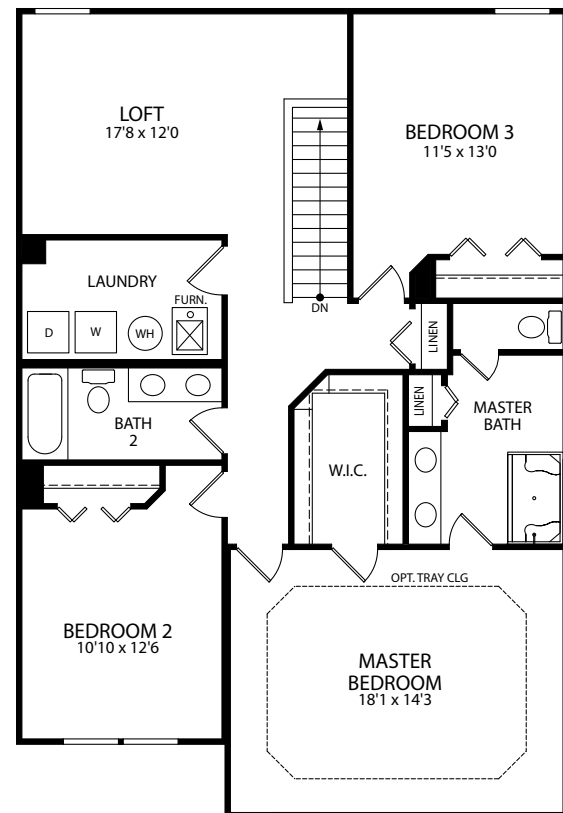 LOFT
17'8 x 12'0
BEDROOM 3
11'5 x 13'0
LAUNDRY
FURN.
D
W
WH
DN
LINEN
LINEN
BATH
2
MASTER
BATH
W.I.C.
OPT. TRAY CLG
BEDROOM 2
10'10 x 12'6
MASTER
BEDROOM
18'1 x 14'3